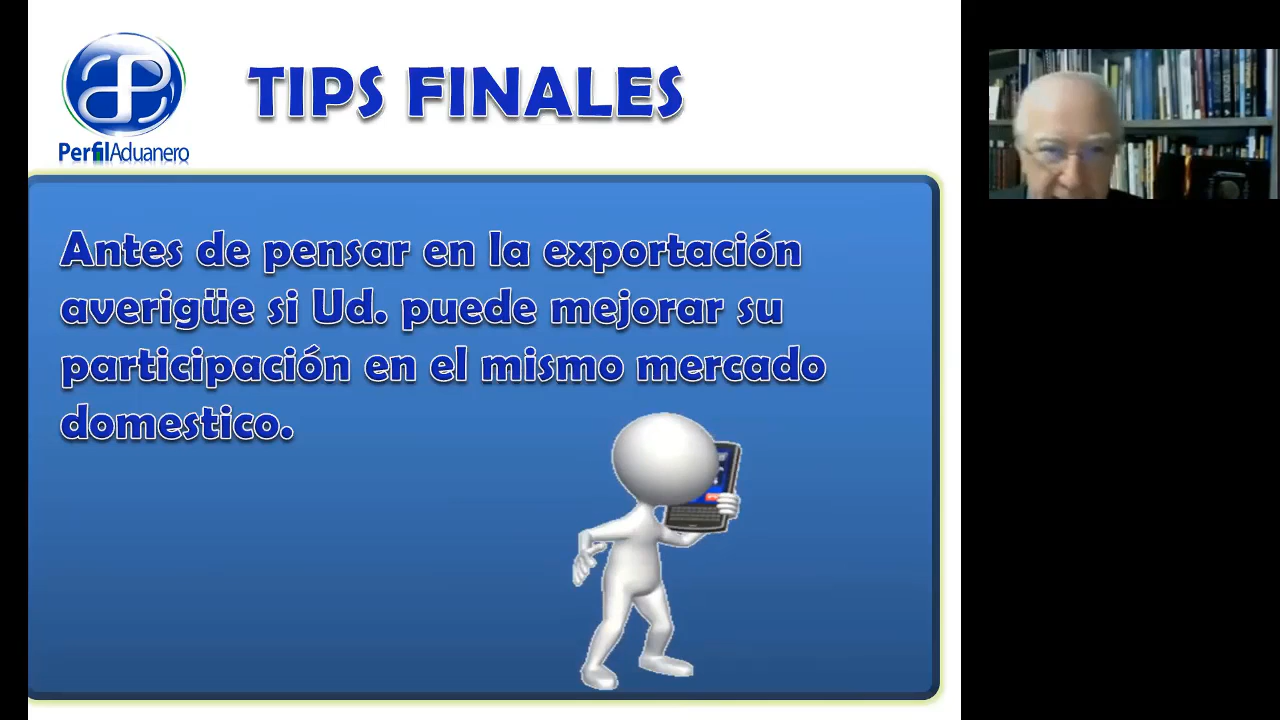 TIPS FINALES
PerfilAduanero
Antes de pensar en la exportación
averigüe si Ud. puede mejorar su
participación en el mismo mercado
domestico.